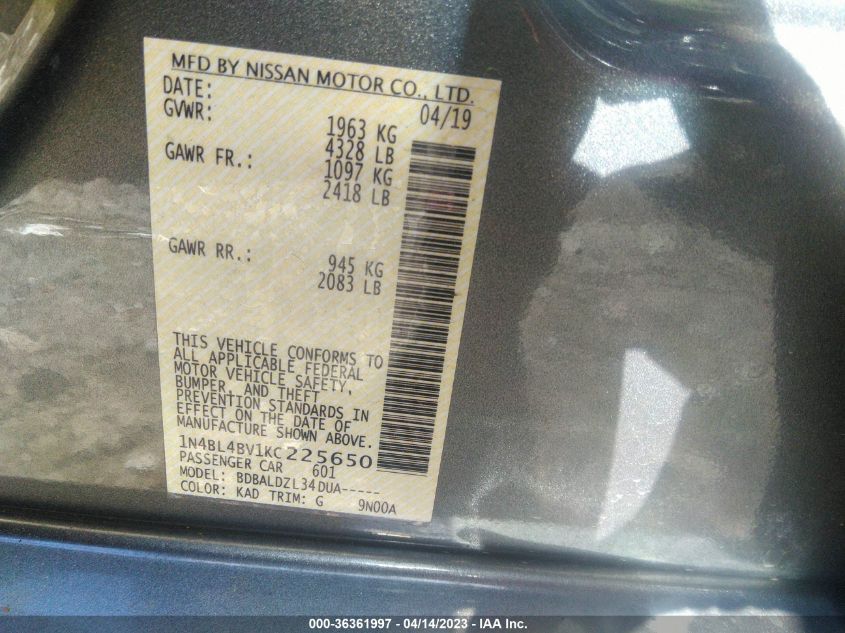 MFD BY NISSAN MOTOR CO., LTD.
DATE: 04/19
GVWR: 1963 KG
4328 LB
GAWR FR.: 1097 KG
2418 LB
GAWR RR.: 945 KG
2083 LB
THIS VEHICLE CONFORMS TO
ALL APPLICABLE FEDERAL
MOTOR VEHICLE SAFETY,
BUMPER, AND THEFT
PREVENTION STANDARDS IN
EFFECT ON THE DATE OF
MANUFACTURE SHOWN ABOVE.
1N4BL4BV1KC225650
PASSENGER CAR 601
MODEL: BDBALDZL34DUA-----
COLOR: KAD TRIM: G 9N00A
000-36361997 - 04/14/2023 - IAA Inc.